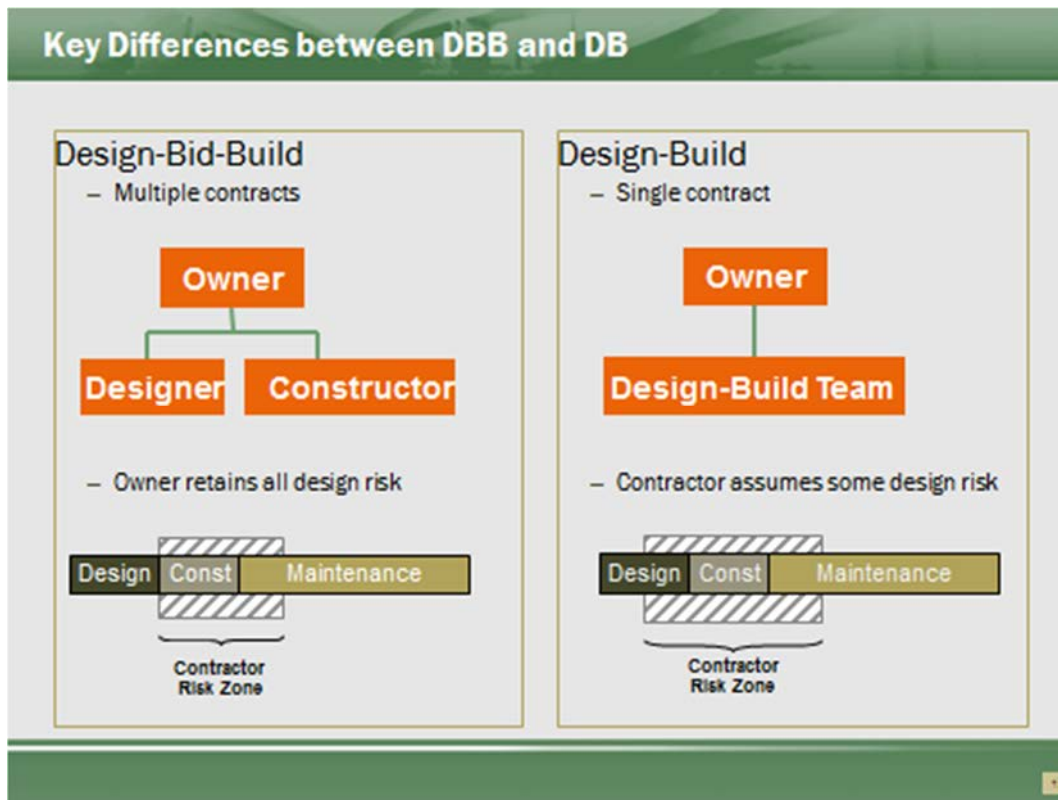 Key Differences between DBB and DB
Design-Bid-Build
– Multiple contracts
Owner
Designer
Constructor
– Owner retains all design risk
Design
Const
Maintenance
Contractor
Risk Zone
Design-Build
– Single contract
Owner
Design-Build Team
– Contractor assumes some design risk
Design
Const
Maintenance
Contractor
Risk Zone